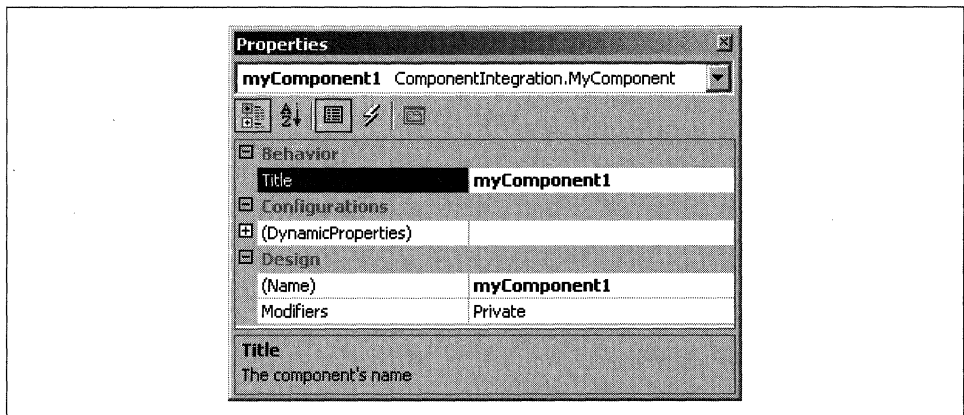 Properties
myComponent1 ComponentIntegration.MyComponent
Behavior
Title myComponent1
Configurations
(DynamicProperties)
Design
(Name) myComponent1
Modifiers Private
Title
The component's name